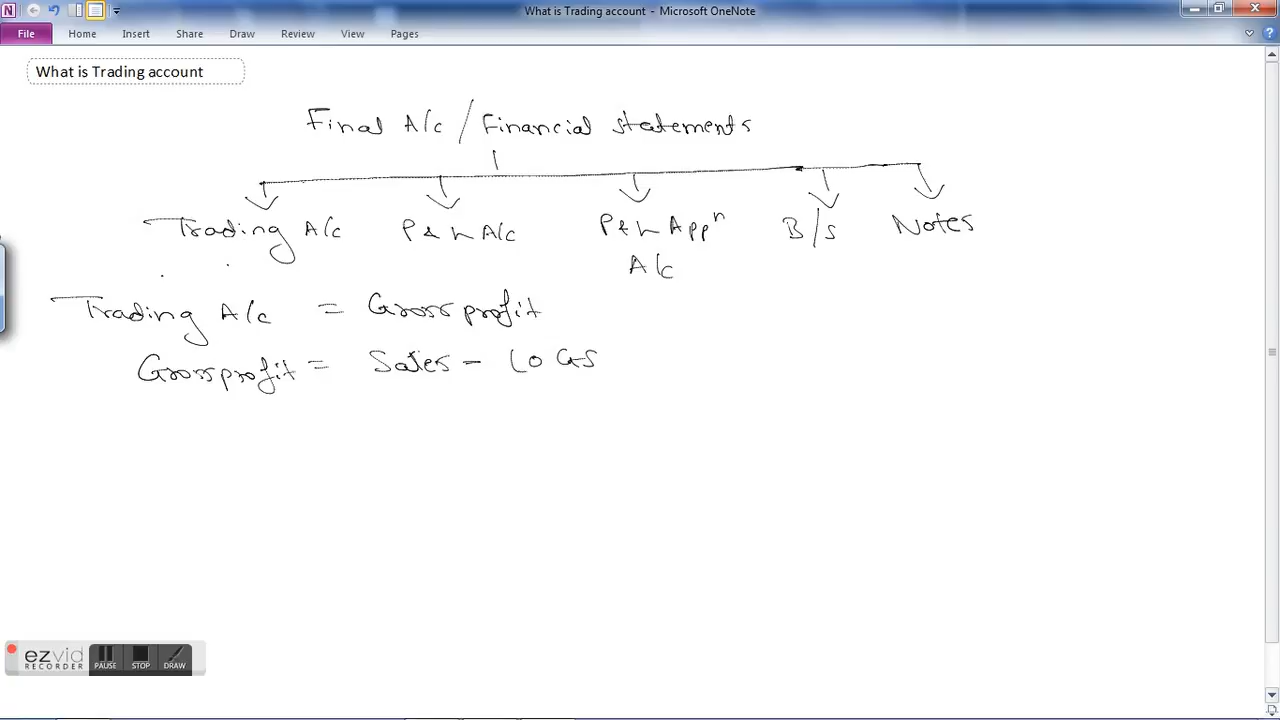 What is Trading account - Microsoft OneNote
File Home Insert Share Draw Review View Pages
What is Trading account
Final A/c / Financial statements
Trading A/c P & L A/c P & L Appn A/c B/s Notes
Trading A/c = Gross profit
Gross profit = Sales - COGS
ezvid
RECORDER
PAUSE STOP DRAW